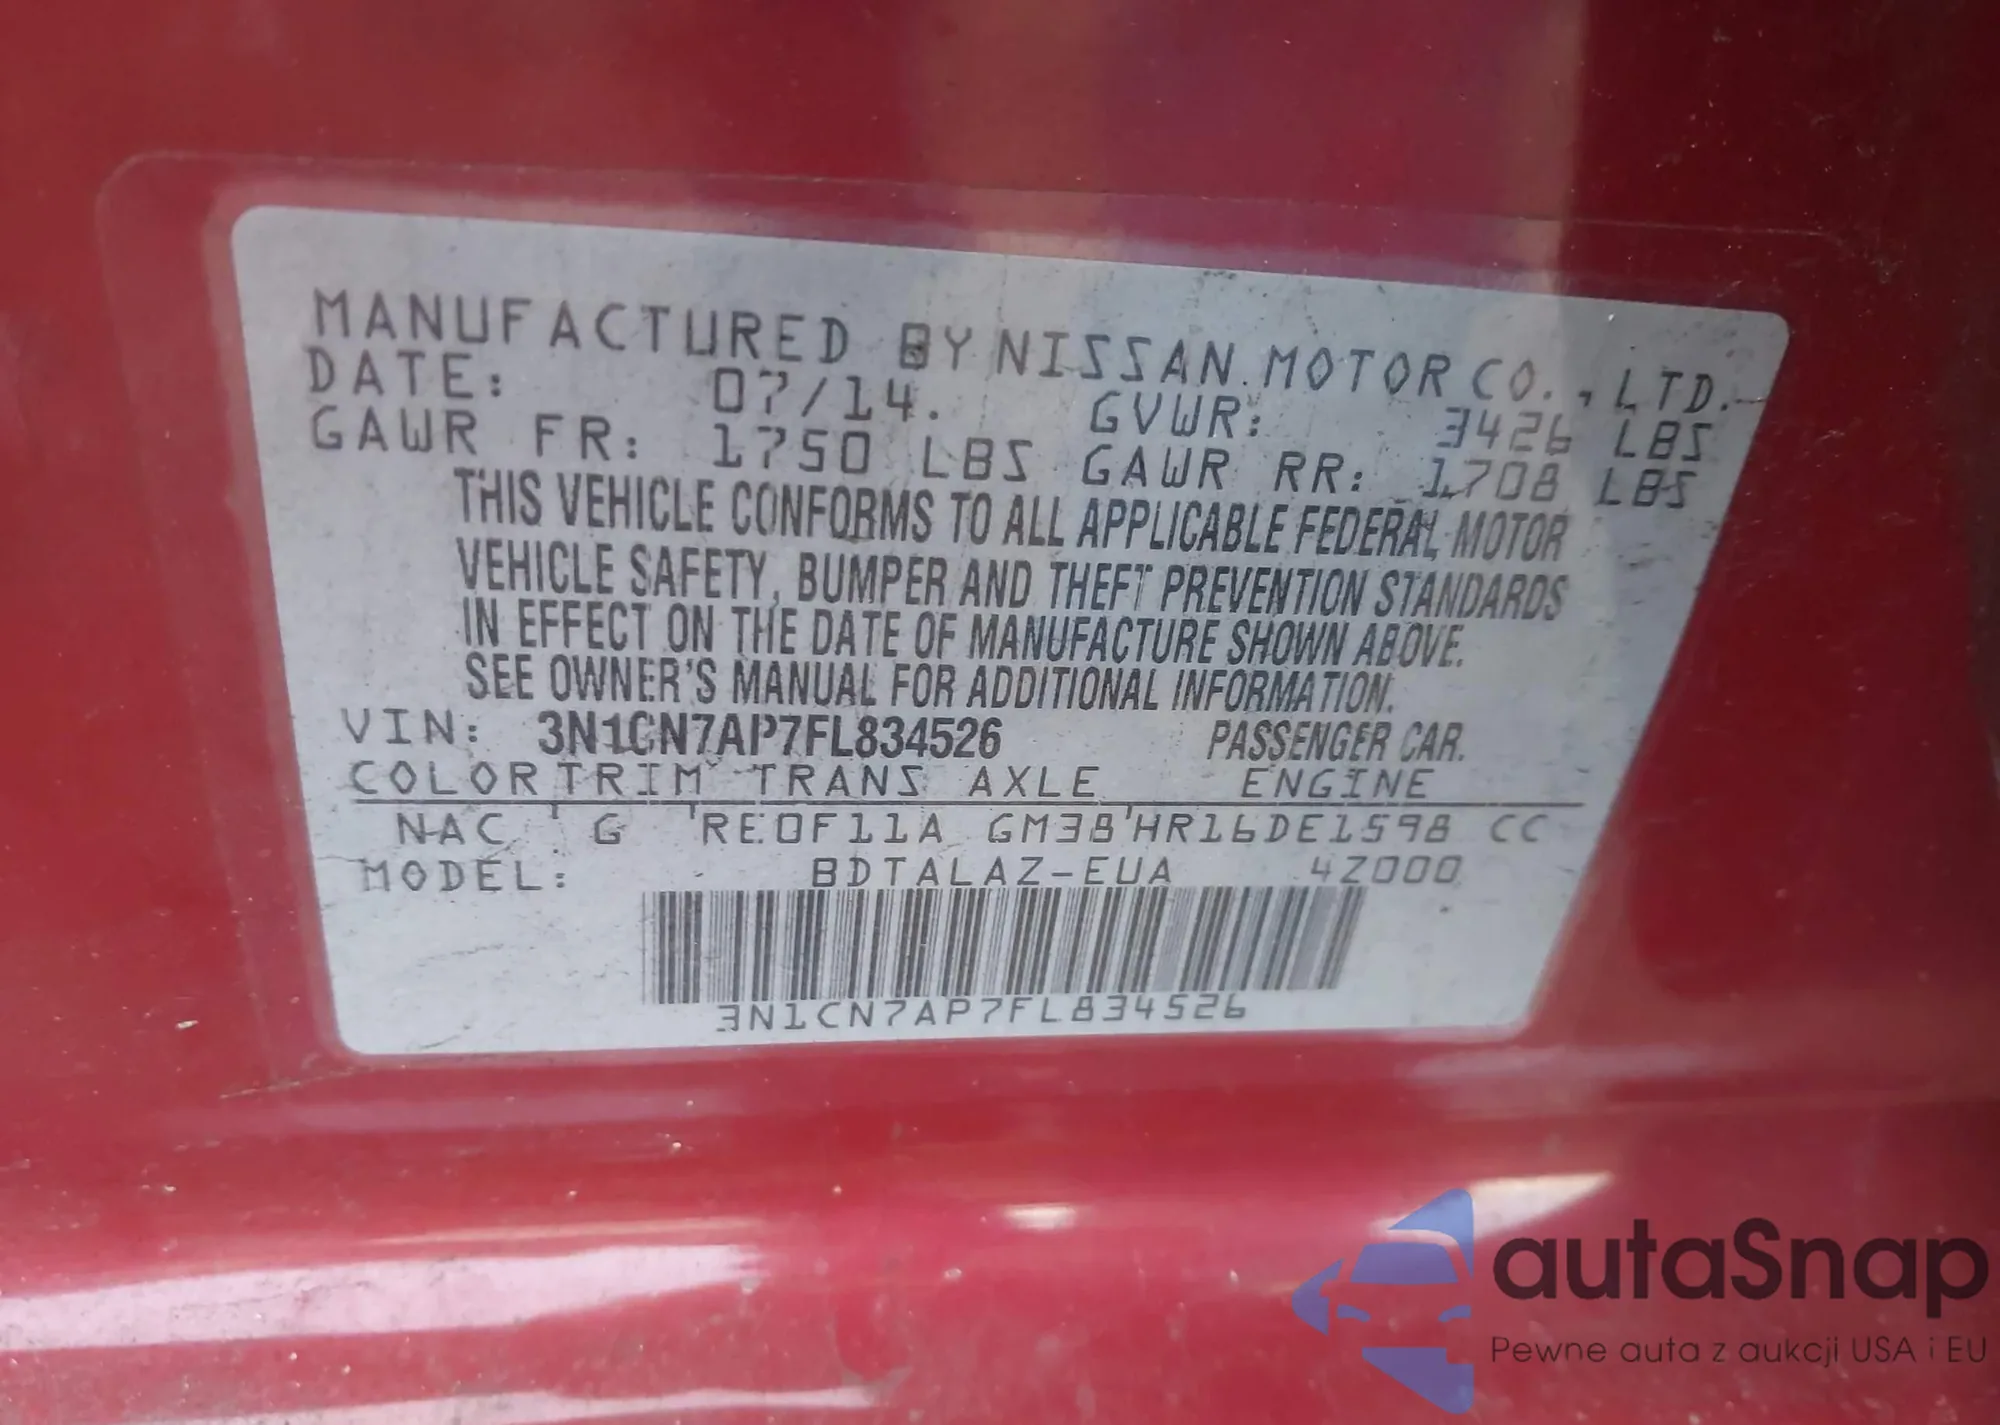 MANUFACTURED BY NISSAN MOTOR CO., LTD.
DATE: 07/14. GVWR: 3426 LBS
GAWR FR: 1750 LBS GAWR RR: 1708 LBS
THIS VEHICLE CONFORMS TO ALL APPLICABLE FEDERAL MOTOR
VEHICLE SAFETY, BUMPER AND THEFT PREVENTION STANDARDS
IN EFFECT ON THE DATE OF MANUFACTURE SHOWN ABOVE.
SEE OWNER'S MANUAL FOR ADDITIONAL INFORMATION.
VIN: 3N1CN7AP7FL834526 PASSENGER CAR.
COLOR TRIM TRANS AXLE ENGINE
NAC G RE0F11A GM38 HR16DE1598 CC
MODEL: BDTALAZ-EUA 4Z000
3N1CN7AP7FL834526
autaSnap
Pewne auta z aukcji USA i EU